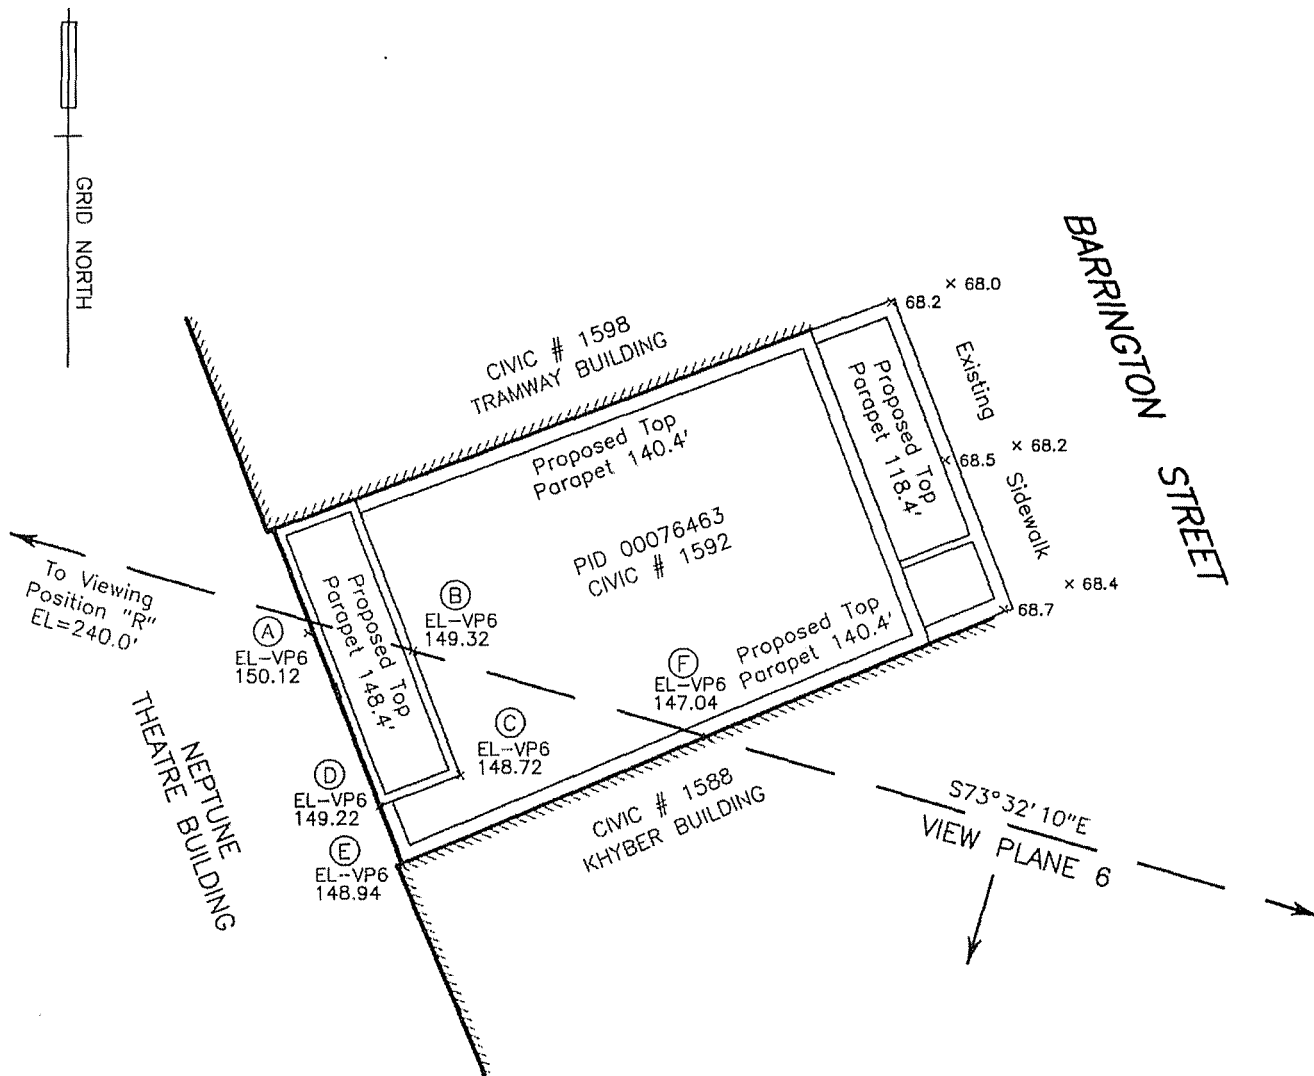 GRID NORTH
BARRINGTON STREET
× 68.0
68.2
Existing
Sidewalk
× 68.2
68.5
× 68.4
68.7
CIVIC # 1598
TRAMWAY BUILDING
Proposed Top
Parapet 140.4'
Proposed Top
Parapet 118.4'
PID 00076463
CIVIC # 1592
To Viewing
Position "R"
EL=240.0'
A
EL-VP6
150.12
B
EL-VP6
149.32
Proposed Top
Parapet 148.4'
F
EL-VP6
147.04
Proposed Top
Parapet 140.4'
C
EL-VP6
148.72
D
EL-VP6
149.22
E
EL-VP6
148.94
NEPTUNE
THEATRE BUILDING
CIVIC # 1588
KHYBER BUILDING
S73°32'10"E
VIEW PLANE 6